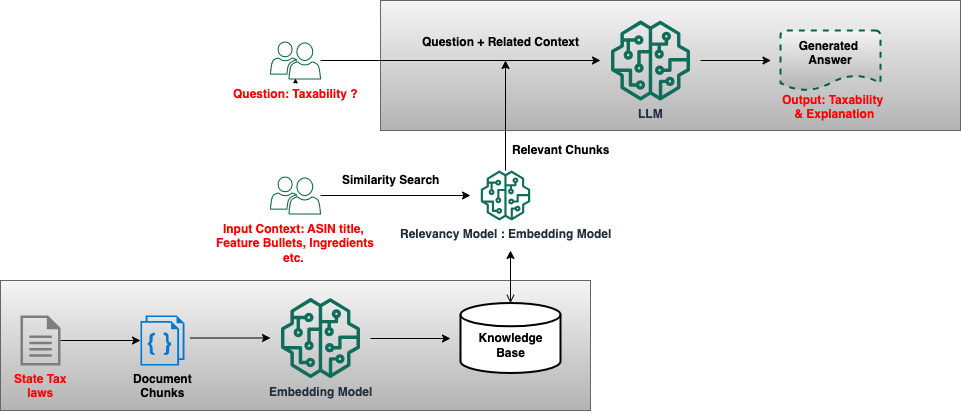 Question + Related Context
Generated
Answer
Question: Taxability ?
LLM
Output: Taxability
& Explanation
Relevant Chunks
Similarity Search
Input Context: ASIN title,
Feature Bullets, Ingredients
etc.
Relevancy Model : Embedding Model
{ }
Knowledge
Base
State Tax
laws
Document
Chunks
Embedding Model